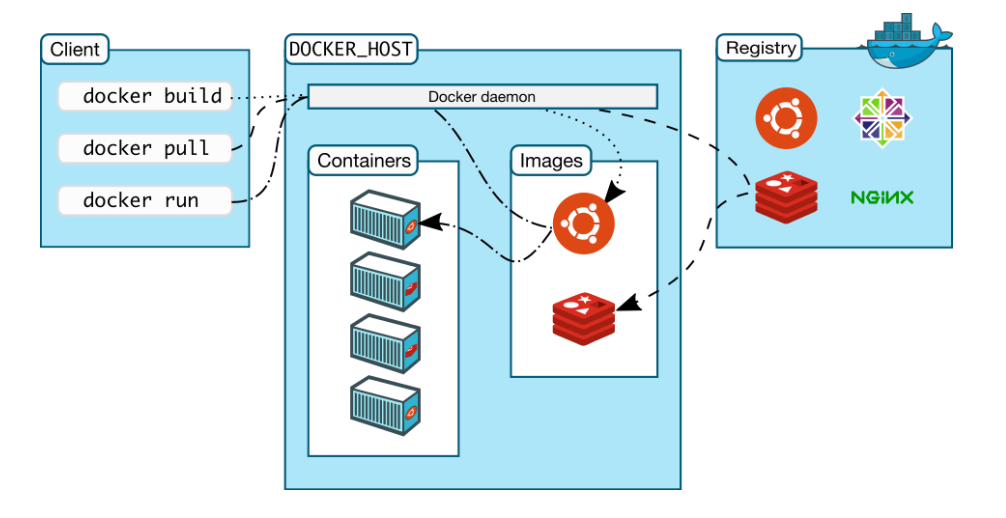 Client
docker build
docker pull
docker run
DOCKER_HOST
Docker daemon
Containers
Images
Registry
NGiNX